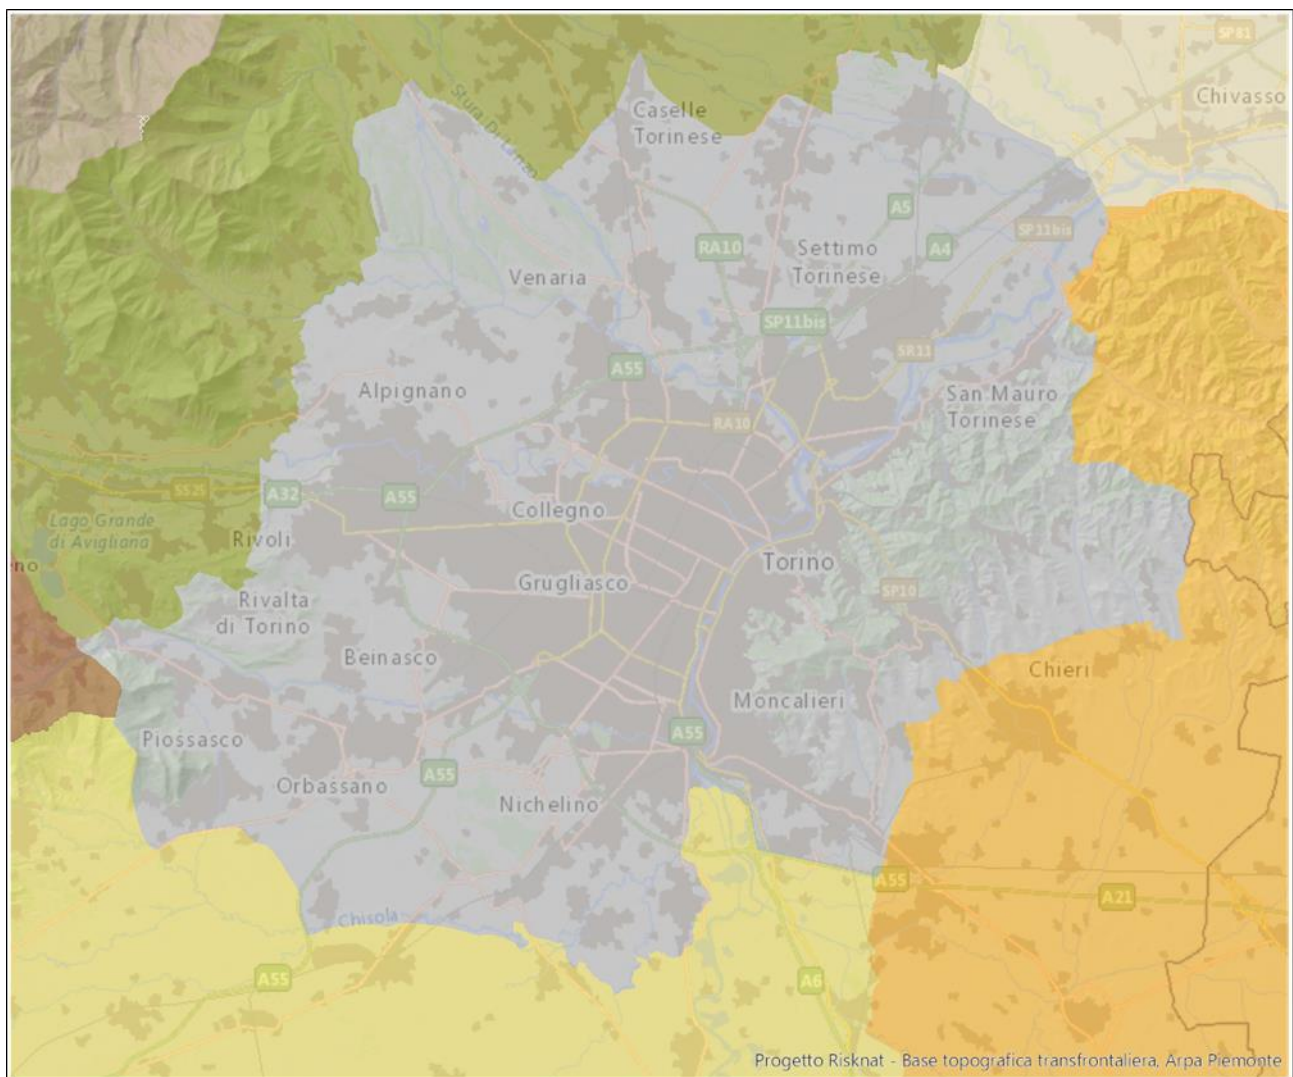 SP81
Chivasso
Stura Di Lanzo
Caselle
Torinese
A5
SP11bis
RA10
Settimo
Torinese
A4
Venaria
SP11bis
SR11
A55
Alpignano
San Mauro
Torinese
RA10
SS25
A32
A55
Collegno
Lago Grande
di Avigliana
Rivoli
no
Torino
Grugliasco
SP10
Rivalta
di Torino
Beinasco
Chieri
Moncalieri
A55
Piossasco
A55
Orbassano
Nichelino
A55
A21
Chisola
A55
A6
Progetto Risknat - Base topografica transfrontaliera, Arpa Piemonte